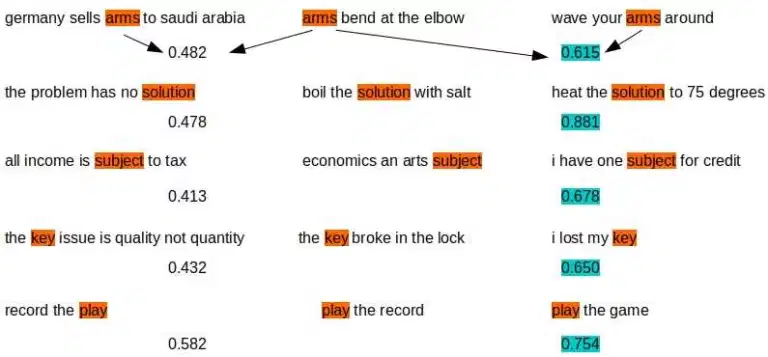 germany sells arms to saudi arabia arms bend at the elbow wave your arms around
0.482 0.615
the problem has no solution boil the solution with salt heat the solution to 75 degrees
0.478 0.881
all income is subject to tax economics an arts subject i have one subject for credit
0.413 0.678
the key issue is quality not quantity the key broke in the lock i lost my key
0.432 0.650
record the play play the record play the game
0.582 0.754